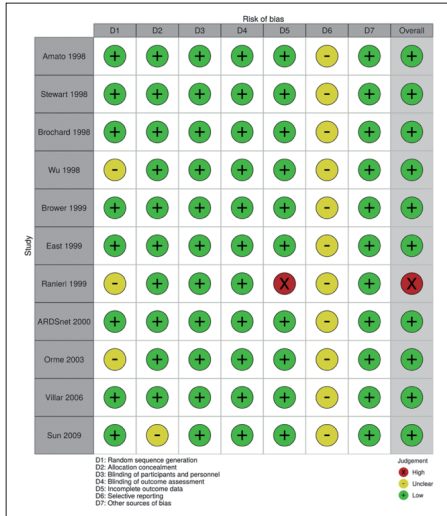 Risk of bias
D1 D2 D3 D4 D5 D6 D7 Overall
Study
Amato 1998 + + + + + - + +
Stewart 1998 + + + + + - + +
Brochard 1998 + + + + + - + +
Wu 1998 - + + + + - + +
Brower 1999 + + + + + - + +
East 1999 + + + + + - + +
Ranieri 1999 - + + + X - + X
ARDSnet 2000 + + + + + - + +
Orme 2003 - + + + + - + +
Villar 2006 + + + + + - + +
Sun 2009 + - + + + - + +
D1: Random sequence generation
D2: Allocation concealment
D3: Blinding of participants and personnel
D4: Blinding of outcome assessment
D5: Incomplete outcome data
D6: Selective reporting
D7: Other sources of bias
Judgement
X High
- Unclear
+ Low